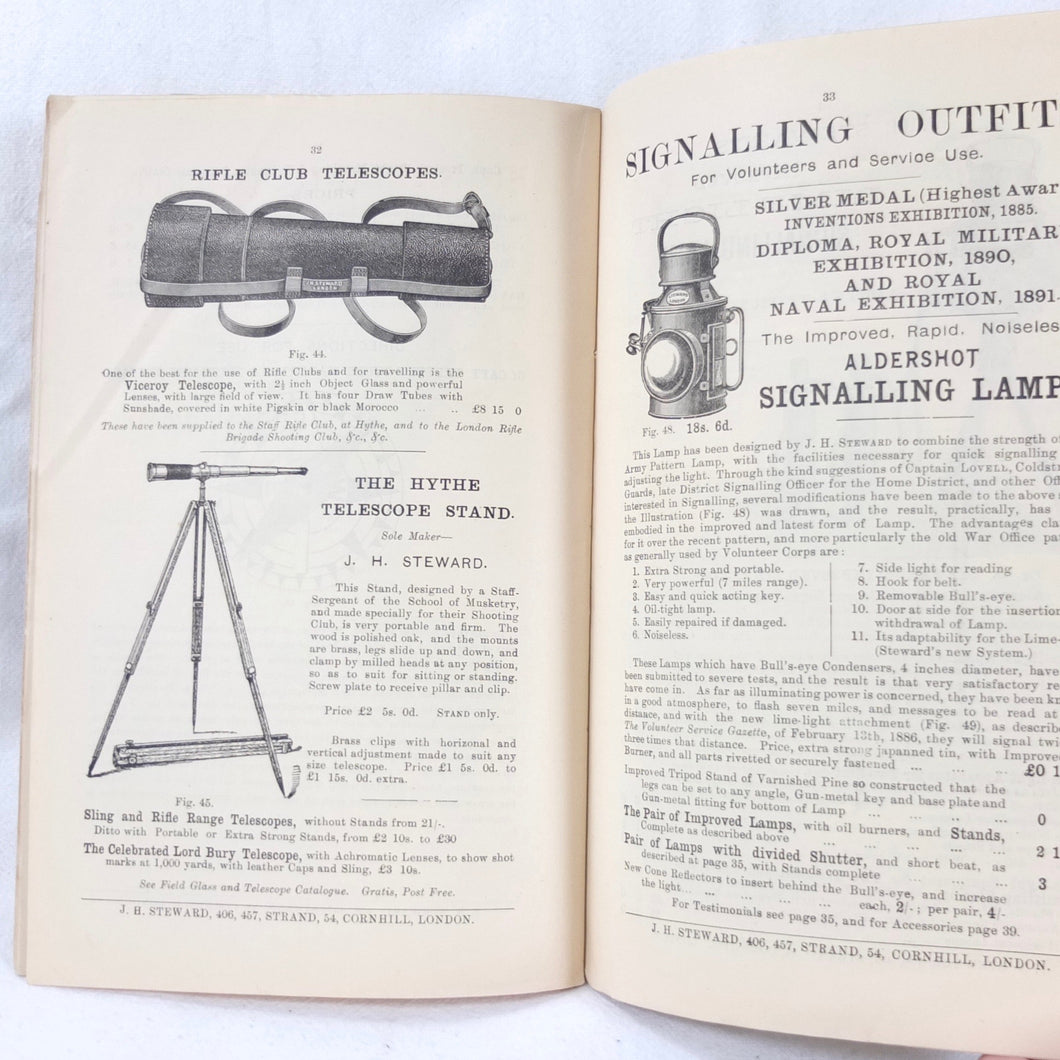 32
RIFLE CLUB TELESCOPES.
J.H.STEWARD
LONDON
Fig. 44.
One of the best for the use of Rifle Clubs and for travelling is the
Viceroy Telescope, with 2½ inch Object Glass and powerful
Lenses, with large field of view. It has four Draw Tubes with
Sunshade, covered in white Pigskin or black Morocco ... .. £8 15 0
These have been supplied to the Staff Rifle Club, at Hythe, and to the London Rifle
Brigade Shooting Club, &c., &c.
THE HYTHE
TELESCOPE STAND.
Sole Maker—
J. H. STEWARD.
This Stand, designed by a Staff-
Sergeant of the School of Musketry,
and made specially for their Shooting
Club, is very portable and firm. The
wood is polished oak, and the mounts
are brass, legs slide up and down, and
clamp by milled heads at any position,
so as to suit for sitting or standing.
Screw plate to receive pillar and clip.
Price £2 5s. 0d. STAND only.
Brass clips with horizonal and
vertical adjustment made to suit any
size telescope. Price £1 5s. 0d. to
£1 15s. 0d. extra.
Fig. 45.
Sling and Rifle Range Telescopes, without Stands from 21/-.
Ditto with Portable or Extra Strong Stands, from £2 10s. to £30
The Celebrated Lord Bury Telescope, with Achromatic Lenses, to show shot
marks at 1,000 yards, with leather Caps and Sling, £3 10s.
See Field Glass and Telescope Catalogue. Gratis, Post Free.
J. H. STEWARD, 406, 457, STRAND, 54, CORNHILL, LONDON.
33
SIGNALLING OUTFIT
For Volunteers and Service Use.
SILVER MEDAL (Highest Awar
INVENTIONS EXHIBITION, 1885.
DIPLOMA, ROYAL MILITAR
EXHIBITION, 1890,
AND ROYAL
NAVAL EXHIBITION, 1891.
The Improved, Rapid, Noiseles
ALDERSHOT
SIGNALLING LAMP
Fig. 48. 18s. 6d.
This Lamp has been designed by J. H. STEWARD to combine the strength of
Army Pattern Lamp, with the facilities necessary for quick signalling
adjusting the light. Through the kind suggestions of Captain LOVELL, Coldstr
Guards, late District Signalling Officer for the Home District, and other Off
interested in Signalling, several modifications have been made to the above
the Illustration (Fig. 48) was drawn, and the result, practically, has
embodied in the improved and latest form of Lamp. The advantages cla
for it over the recent pattern, and more particularly the old War Office pa
as generally used by Volunteer Corps are :
1. Extra Strong and portable.
2. Very powerful (7 miles range).
3. Easy and quick acting key.
4. Oil-tight lamp.
5. Easily repaired if damaged.
6. Noiseless.
7. Side light for reading
8. Hook for belt.
9. Removable Bull's-eye.
10. Door at side for the insertion
withdrawal of Lamp.
11. Its adaptability for the Lime-
(Steward's new System.)
These Lamps which have Bull's-eye Condensers, 4 inches diameter, have
been submitted to severe tests, and the result is that very satisfactory re
have come in. As far as illuminating power is concerned, they have been kn
in a good atmosphere, to flash seven miles, and messages to be read at
distance, and with the new lime-light attachment (Fig. 49), as describe
The Volunteer Service Gazette, of February 13th, 1886, they will signal twi
three times that distance. Price, extra strong japanned tin, with Improve
Burner, and all parts rivetted or securely fastened ... ... ... £0 1
Improved Tripod Stand of Varnished Pine so constructed that the
legs can be set to any angle, Gun-metal key and base plate and
Gun-metal fitting for bottom of Lamp ... ... .. ... 0
The Pair of Improved Lamps, with oil burners, and Stands,
Complete as described above ... ... ... ... 2 1
Pair of Lamps with divided Shutter, and short beat, as
described at page 35, with Stands complete ... ... ... 3
New Cone Reflectors to insert behind the Bull's-eye, and increase
the light... ... ... ... ... each, 2/- ; per pair, 4/-
For Testimonials see page 35, and for Accessories page 39.
J. H. STEWARD, 406, 457, STRAND, 54, CORNHILL, LONDON.